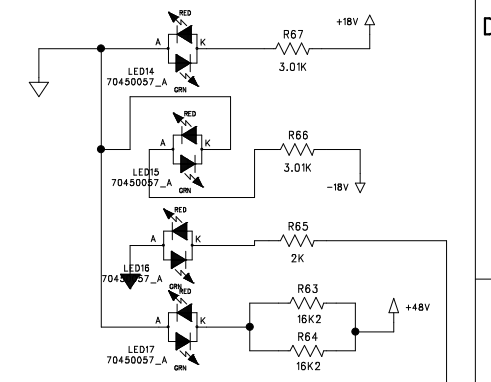 RED
+18V
R67
A
K
3.01K
LED14
70450057_A
GRN
RED
R66
A
K
3.01K
LED15
70450057_A
GRN
-18V
RED
R65
A
K
2K
LED16
GRN
RED
R63
+48V
16K2
A
K
R64
LED17
70450057_A
16K2
GRN